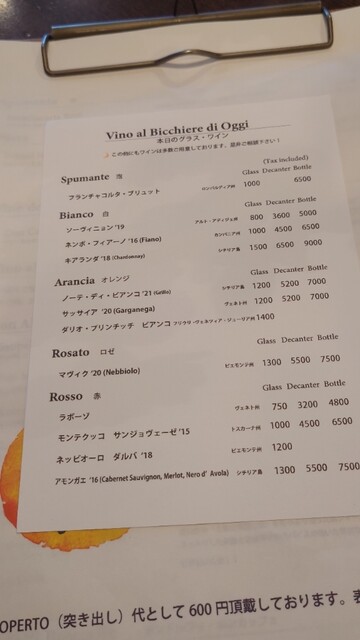 Vino al Bicchiere di Oggi
本日のグラス・ワイン
この他にもワインは多数ご用意しております、是非ご相談下さい！
(Tax included)
Spumante 泡 Glass Decanter Bottle
フランチャコルタ・ブリュット ロンバルディア州 1000 6500
Bianco 白 Glass Decanter Bottle
ソーヴィニョン '19 アルト・アディジェ州 800 3600 5000
ネンボ・フィアーノ '16 (Fiano) カンパニア州 1000 4500 6500
キアランダ '18 (Chardonnay) シチリア島 1500 6500 9000
Arancia オレンジ Glass Decanter Bottle
ノーテ・ディ・ビアンコ '21 (Grillo) シチリア島 1200 5200 7000
サッサイア '20 (Garganega) ヴェネト州 1200 5200 7000
ダリオ・プリンチッチ ビアンコ フリウリ・ヴェネツィア・ジューリア州 1400
Rosato ロゼ Glass Decanter Bottle
マヴィク '20 (Nebbiolo) ピエモンテ州 1300 5500 7500
Rosso 赤 Glass Decanter Bottle
ラボーソ ヴェネト州 750 3200 4800
モンテクッコ サンジョヴェーゼ '15 トスカーナ州 1000 4500 6500
ネッビオーロ ダルバ '18 ピエモンテ州 1200
アモンガエ '16 (Cabernet Sauvignon, Merlot, Nero d' Avola) シチリア島 1300 5500 7500
OPERTO（突き出し）代として 600 円頂戴しております。表